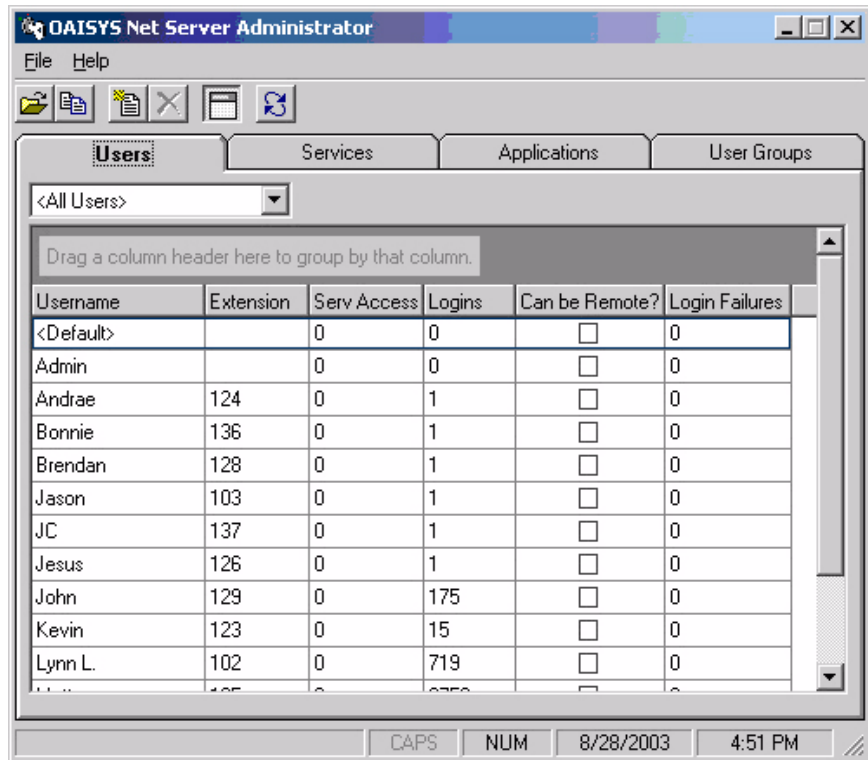 OAISYS Net Server Administrator
File Help
Users Services Applications User Groups
<All Users>
Drag a column header here to group by that column.
Username Extension Serv Access Logins Can be Remote? Login Failures
<Default> 0 0 0
Admin 0 0 0
Andrae 124 0 1 0
Bonnie 136 0 1 0
Brendan 128 0 1 0
Jason 103 0 1 0
JC 137 0 1 0
Jesus 126 0 1 0
John 129 0 175 0
Kevin 123 0 15 0
Lynn L. 102 0 719 0
CAPS NUM 8/28/2003 4:51 PM